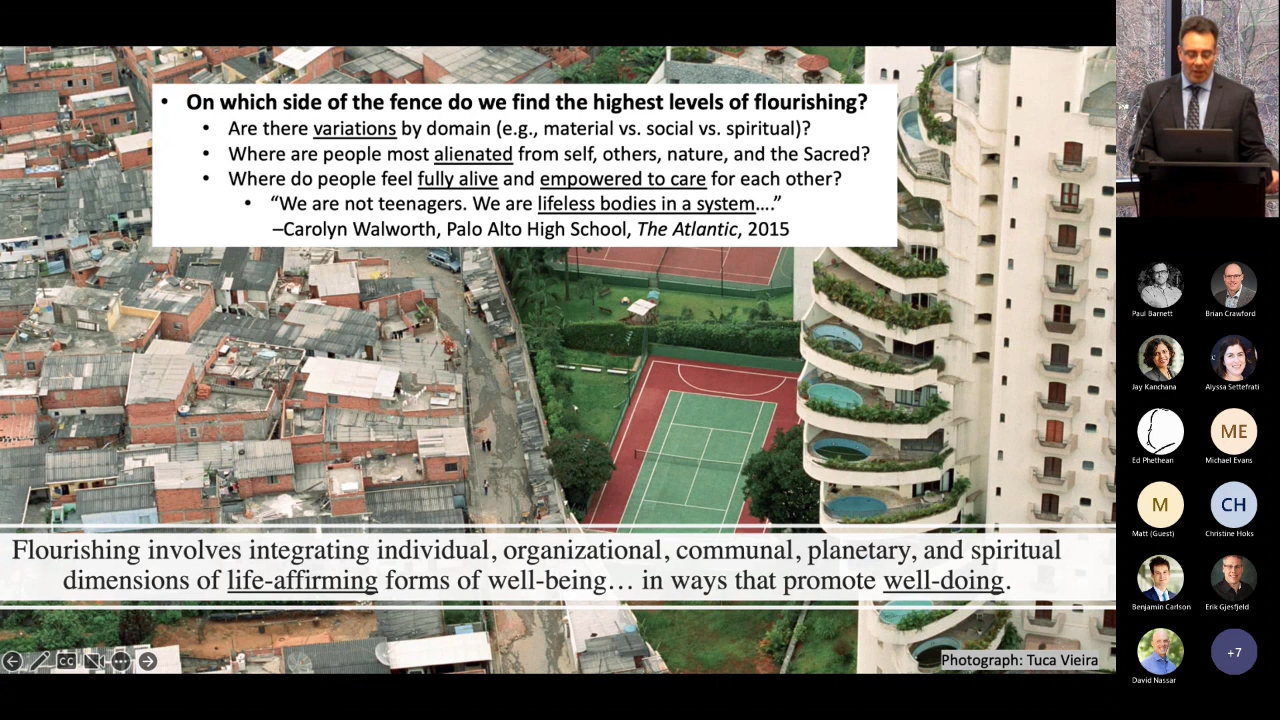 • On which side of the fence do we find the highest levels of flourishing?
• Are there variations by domain (e.g., material vs. social vs. spiritual)?
• Where are people most alienated from self, others, nature, and the Sacred?
• Where do people feel fully alive and empowered to care for each other?
• “We are not teenagers. We are lifeless bodies in a system….”
–Carolyn Walworth, Palo Alto High School, The Atlantic, 2015
Flourishing involves integrating individual, organizational, communal, planetary, and spiritual
dimensions of life-affirming forms of well-being… in ways that promote well-doing.
CC
Photograph: Tuca Vieira
Paul Barnett
Brian Crawford
Jay Kanchana
Alyssa Settefrati
Ed Phethean
ME
Michael Evans
M
Matt (Guest)
CH
Christine Hoks
Benjamin Carlson
Erik Gjesfjeld
David Nassar
+7